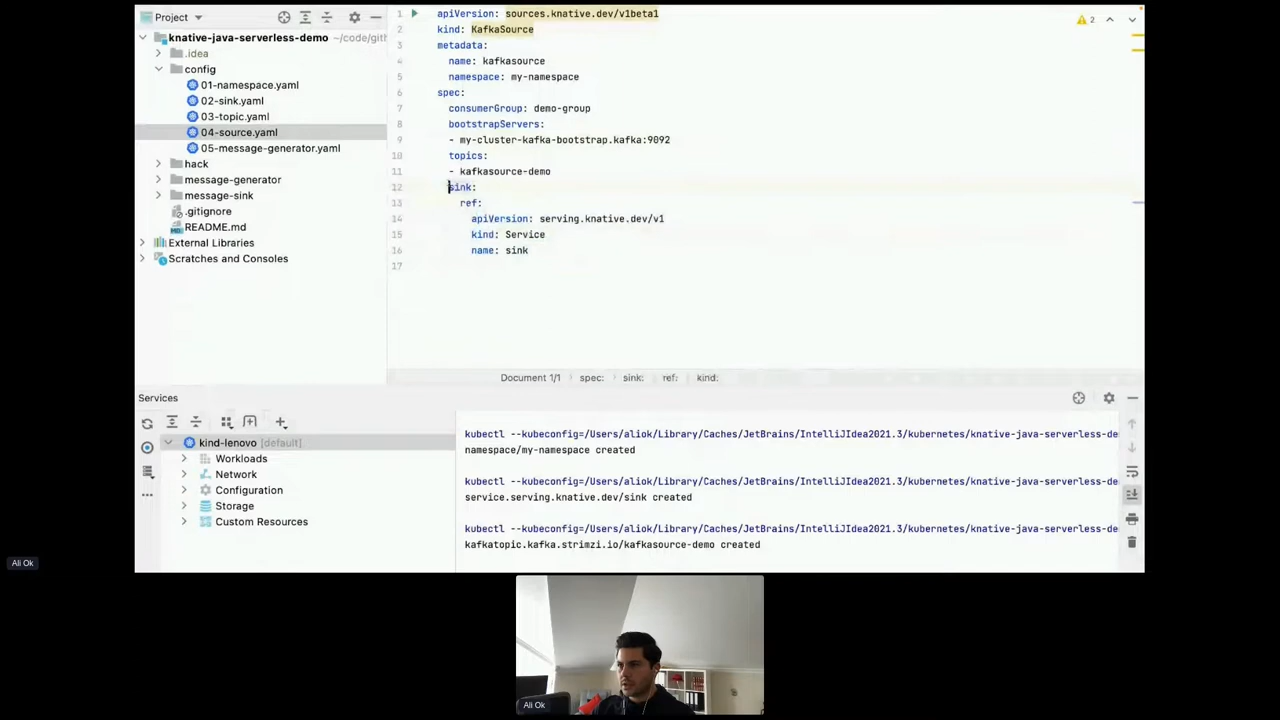 Project
knative-java-serverless-demo ~/code/gith
.idea
config
01-namespace.yaml
02-sink.yaml
03-topic.yaml
04-source.yaml
05-message-generator.yaml
hack
message-generator
message-sink
.gitignore
README.md
External Libraries
Scratches and Consoles
1 apiVersion: sources.knative.dev/v1beta1
2 kind: KafkaSource
3 metadata:
4 name: kafkasource
5 namespace: my-namespace
6 spec:
7 consumerGroup: demo-group
8 bootstrapServers:
9 - my-cluster-kafka-bootstrap.kafka:9092
10 topics:
11 - kafkasource-demo
12 sink:
13 ref:
14 apiVersion: serving.knative.dev/v1
15 kind: Service
16 name: sink
17
2
Document 1/1 spec: sink: ref: kind:
Services
kind-lenovo [default]
Workloads
Network
Configuration
Storage
Custom Resources
kubectl --kubeconfig=/Users/aliok/Library/Caches/JetBrains/IntelliJIdea2021.3/kubernetes/knative-java-serverless-de
namespace/my-namespace created
kubectl --kubeconfig=/Users/aliok/Library/Caches/JetBrains/IntelliJIdea2021.3/kubernetes/knative-java-serverless-de
service.serving.knative.dev/sink created
kubectl --kubeconfig=/Users/aliok/Library/Caches/JetBrains/IntelliJIdea2021.3/kubernetes/knative-java-serverless-de
kafkatopic.kafka.strimzi.io/kafkasource-demo created
Ali Ok
Ali Ok